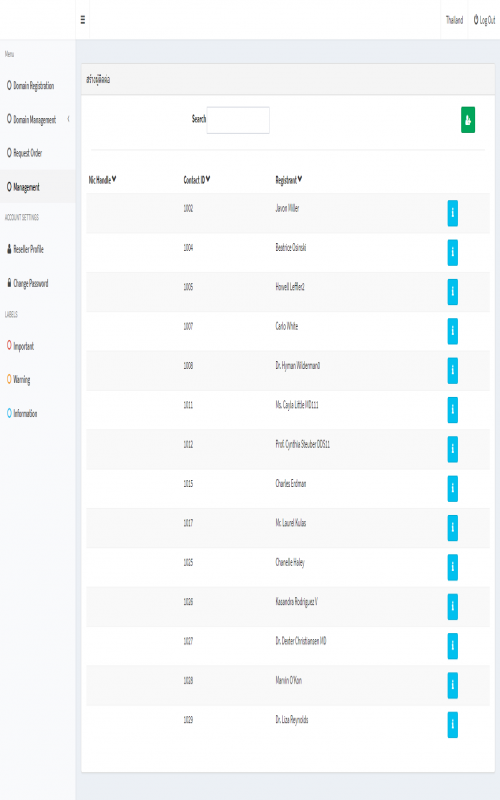 Thailand
Log Out
Menu
Domain Registration
Domain Management
Request Order
Management
ACCOUNT SETTINGS
Reseller Profile
Change Password
LABELS
Important
Warning
Information
สร้างผู้ติดต่อ
Search
Nic Handle Contact ID Registrant
1002 Javon Miller
1004 Beatrice Osinski
1005 Howell Leffler2
1007 Carlo White
1008 Dr. Hyman Wilderman0
1011 Ms. Cayla Little MD111
1012 Prof. Cynthia Steuber DDS11
1015 Charles Erdman
1017 Mr. Laurel Kulas
1025 Chanelle Haley
1026 Kasandra Rodriguez V
1027 Dr. Dexter Christiansen MD
1028 Marvin O'Kon
1029 Dr. Liza Reynolds